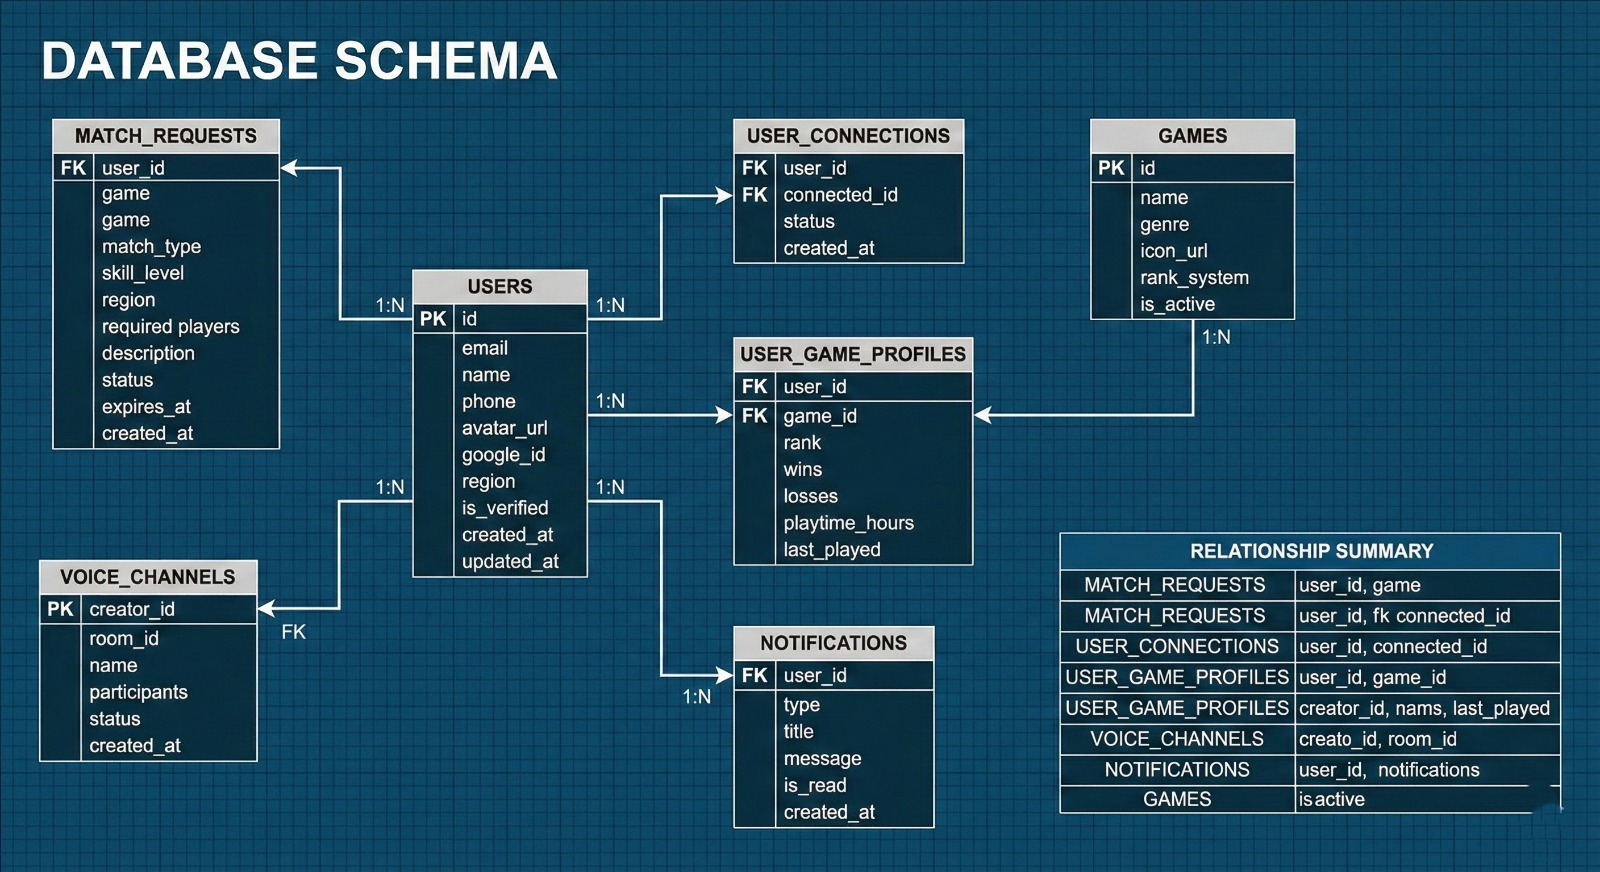 DATABASE SCHEMA
MATCH_REQUESTS
FK user_id
game
game
match_type
skill_level
region
required players
description
status
expires_at
created_at
USER_CONNECTIONS
FK user_id
FK connected_id
status
created_at
GAMES
PK id
name
genre
icon_url
rank_system
is_active
1:N
USERS
PK id
email
name
phone
avatar_url
google_id
region
is_verified
created_at
updated_at
1:N
1:N
1:N
1:N
1:N
USER_GAME_PROFILES
FK user_id
FK game_id
rank
wins
losses
playtime_hours
last_played
VOICE_CHANNELS
PK creator_id
room_id
name
participants
status
created_at
FK
NOTIFICATIONS
FK user_id
type
title
message
is_read
created_at
1:N
RELATIONSHIP SUMMARY
MATCH_REQUESTS user_id, game
MATCH_REQUESTS user_id, fk connected_id
USER_CONNECTIONS user_id, connected_id
USER_GAME_PROFILES user_id, game_id
USER_GAME_PROFILES creator_id, nams, last_played
VOICE_CHANNELS creato_id, room_id
NOTIFICATIONS user_id, notifications
GAMES is active